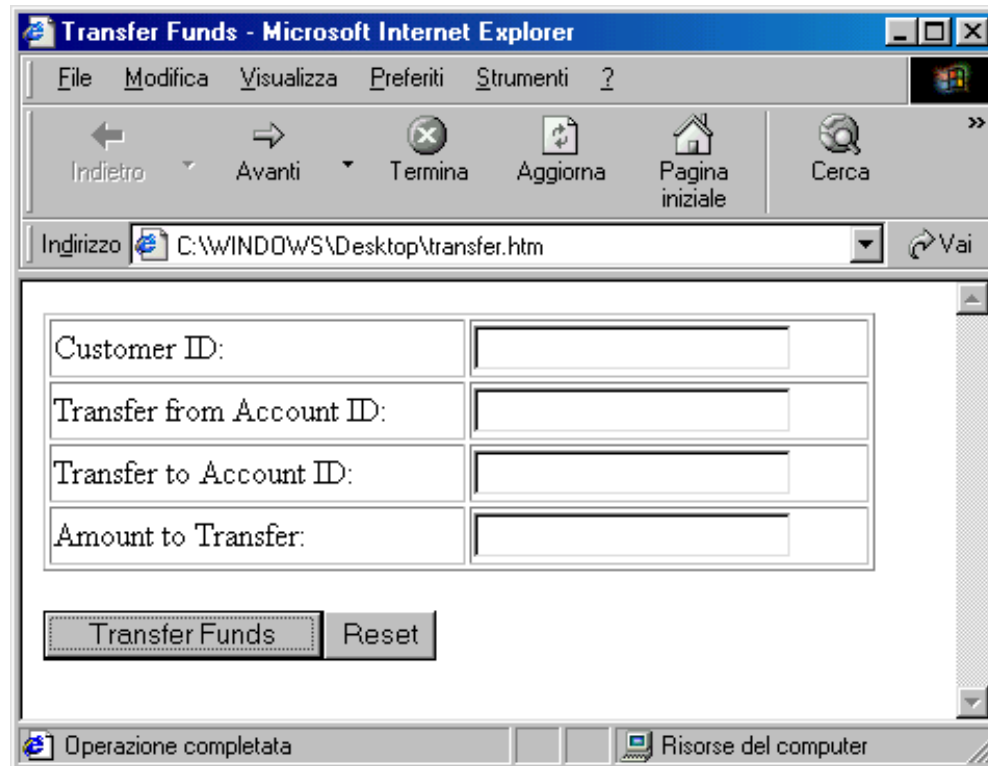 Transfer Funds - Microsoft Internet Explorer
File Modifica Visualizza Preferiti Strumenti ?
Indietro Avanti Termina Aggiorna Pagina iniziale Cerca »
Indirizzo C:\WINDOWS\Desktop\transfer.htm Vai
Customer ID:
Transfer from Account ID:
Transfer to Account ID:
Amount to Transfer:
Transfer Funds Reset
Operazione completata Risorse del computer